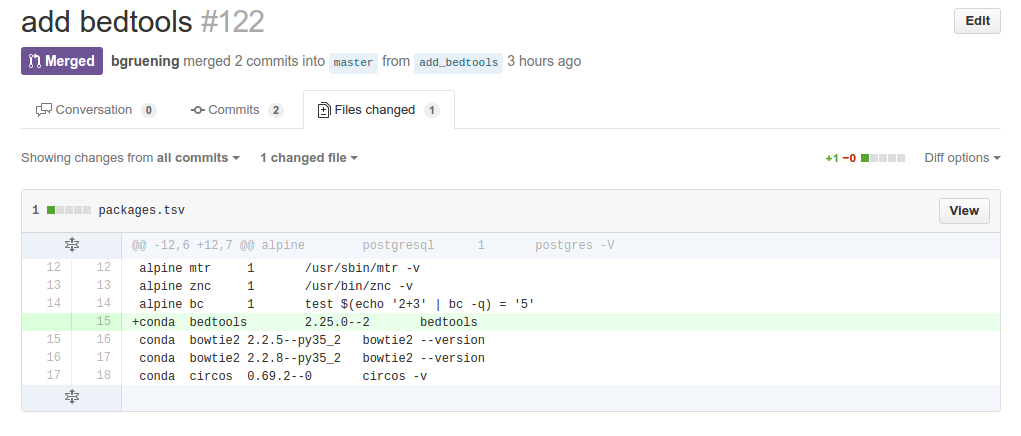 add bedtools #122
Edit
Merged bgruening merged 2 commits into master from add_bedtools 3 hours ago
Conversation 0 Commits 2 Files changed 1
Showing changes from all commits 1 changed file +1 −0 Diff options
1 packages.tsv View
@@ -12,6 +12,7 @@ alpine postgresql 1 postgres -V
12 12 alpine mtr 1 /usr/sbin/mtr -v
13 13 alpine znc 1 /usr/bin/znc -v
14 14 alpine bc 1 test $(echo '2+3' | bc -q) = '5'
15 +conda bedtools 2.25.0--2 bedtools
15 16 conda bowtie2 2.2.5--py35_2 bowtie2 --version
16 17 conda bowtie2 2.2.8--py35_2 bowtie2 --version
17 18 conda circos 0.69.2--0 circos -v